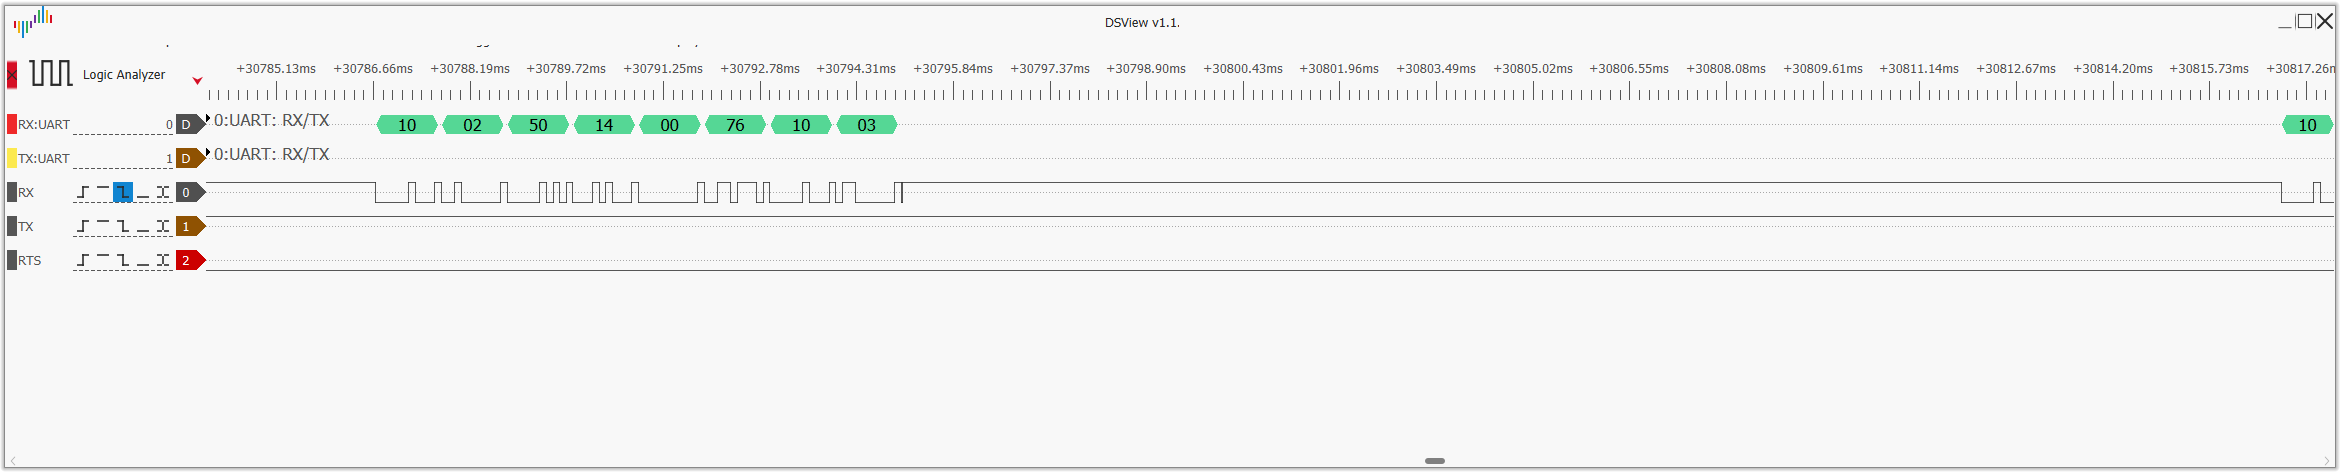 DSView v1.1.
Logic Analyzer
+30785.13ms +30786.66ms +30788.19ms +30789.72ms +30791.25ms +30792.78ms +30794.31ms +30795.84ms +30797.37ms +30798.90ms +30800.43ms +30801.96ms +30803.49ms +30805.02ms +30806.55ms +30808.08ms +30809.61ms +30811.14ms +30812.67ms +30814.20ms +30815.73ms +30817.26m
RX:UART 0 D 0:UART: RX/TX 10 02 50 14 00 76 10 03 10
TX:UART 1 D 0:UART: RX/TX
RX 0
TX 1
RTS 2